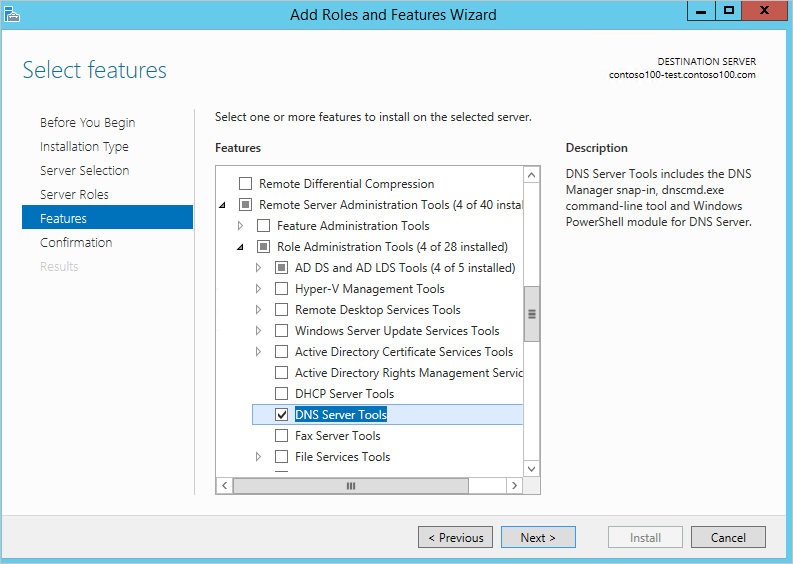 Add Roles and Features Wizard
Select features
DESTINATION SERVER
contoso100-test.contoso100.com
Before You Begin
Installation Type
Server Selection
Server Roles
Features
Confirmation
Results
Select one or more features to install on the selected server.
Features
Remote Differential Compression
Remote Server Administration Tools (4 of 40 instal
Feature Administration Tools
Role Administration Tools (4 of 28 installed)
AD DS and AD LDS Tools (4 of 5 installed)
Hyper-V Management Tools
Remote Desktop Services Tools
Windows Server Update Services Tools
Active Directory Certificate Services Tools
Active Directory Rights Management Servic
DHCP Server Tools
DNS Server Tools
Fax Server Tools
File Services Tools
Description
DNS Server Tools includes the DNS
Manager snap-in, dnscmd.exe
command-line tool and Windows
PowerShell module for DNS Server.
< Previous
Next >
Install
Cancel